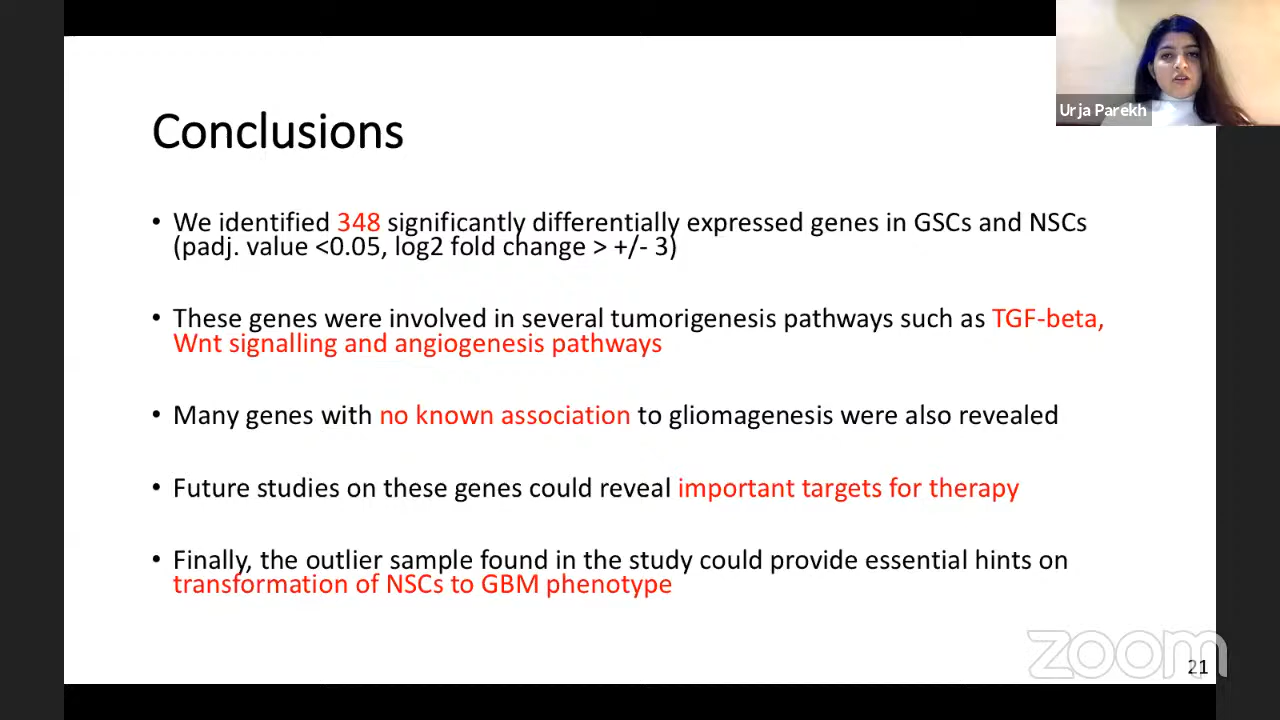 Urja Parekh
Conclusions
• We identified 348 significantly differentially expressed genes in GSCs and NSCs
(padj. value <0.05, log2 fold change > +/- 3)
• These genes were involved in several tumorigenesis pathways such as TGF-beta,
Wnt signalling and angiogenesis pathways
• Many genes with no known association to gliomagenesis were also revealed
• Future studies on these genes could reveal important targets for therapy
• Finally, the outlier sample found in the study could provide essential hints on
transformation of NSCs to GBM phenotype
zoom
21